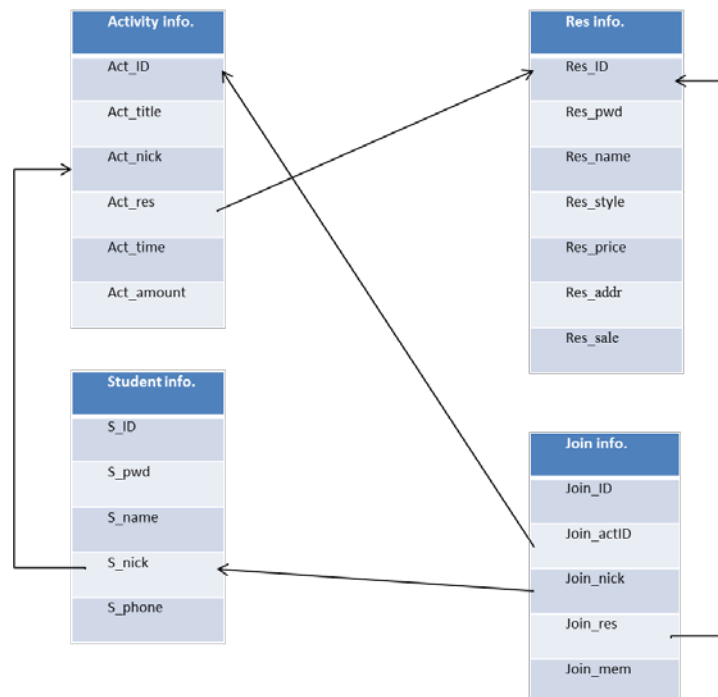 Activity info.
Act_ID
Act_title
Act_nick
Act_res
Act_time
Act_amount
Res info.
Res_ID
Res_pwd
Res_name
Res_style
Res_price
Res_addr
Res_sale
Student info.
S_ID
S_pwd
S_name
S_nick
S_phone
Join info.
Join_ID
Join_actID
Join_nick
Join_res
Join_mem